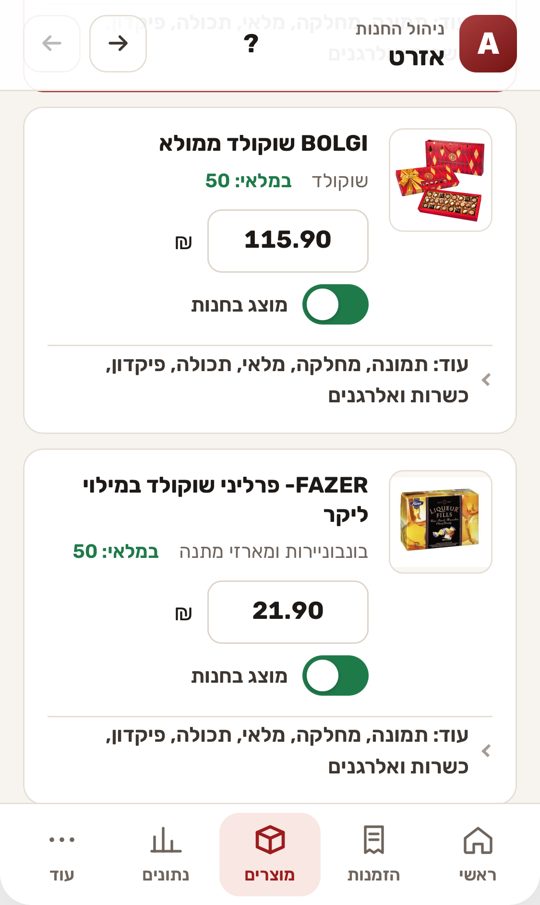 ניהול החנות
אזרט
A
?
BOLGI שוקולד ממולא
שוקולד במלאי: 50
115.90 ₪
מוצג בחנות
עוד: תמונה, מחלקה, מלאי, תכולה, פיקדון,
כשרות ואלרגנים
FAZER- פרליני שוקולד במילוי
ליקר
בונבוניירות ומארזי מתנה במלאי: 50
LIQUEUR
FILLS
21.90 ₪
מוצג בחנות
עוד: תמונה, מחלקה, מלאי, תכולה, פיקדון,
כשרות ואלרגנים
ראשי
הזמנות
מוצרים
נתונים
עוד